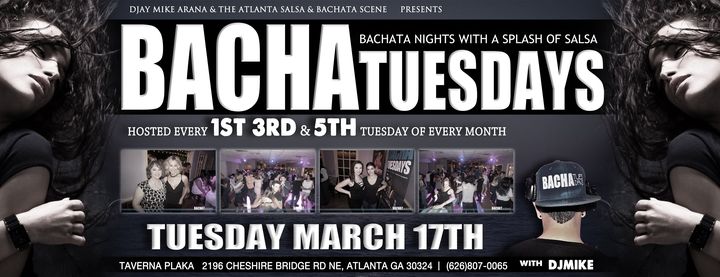 DJAY MIKE ARANA & THE ATLANTA SALSA & BACHATA SCENE PRESENTS
BACHATA NIGHTS WITH A SPLASH OF SALSA
BACHATUESDAYS
HOSTED EVERY 1ST 3RD & 5TH TUESDAY OF EVERY MONTH
TUESDAYS
BACHA
TUESDAY MARCH 17TH
WITH DJMIKE
TAVERNA PLAKA 2196 CHESHIRE BRIDGE RD NE, ATLANTA GA 30324 | (626)807-0065